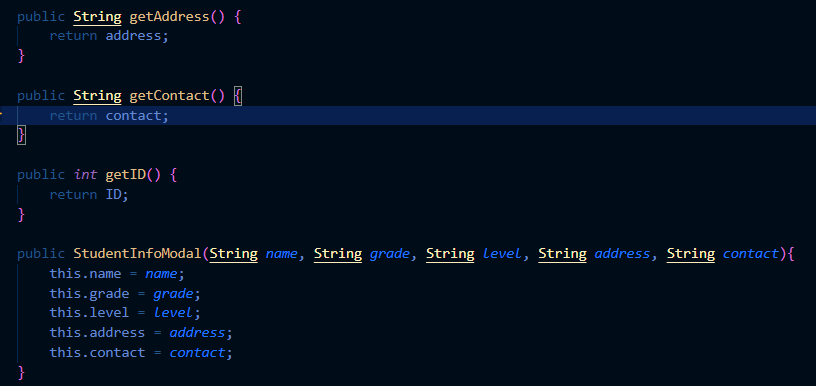 public String getAddress() {
    return address;
}

public String getContact() {
    return contact;
}

public int getID() {
    return ID;
}

public StudentInfoModal(String name, String grade, String level, String address, String contact){
    this.name = name;
    this.grade = grade;
    this.level = level;
    this.address = address;
    this.contact = contact;
}